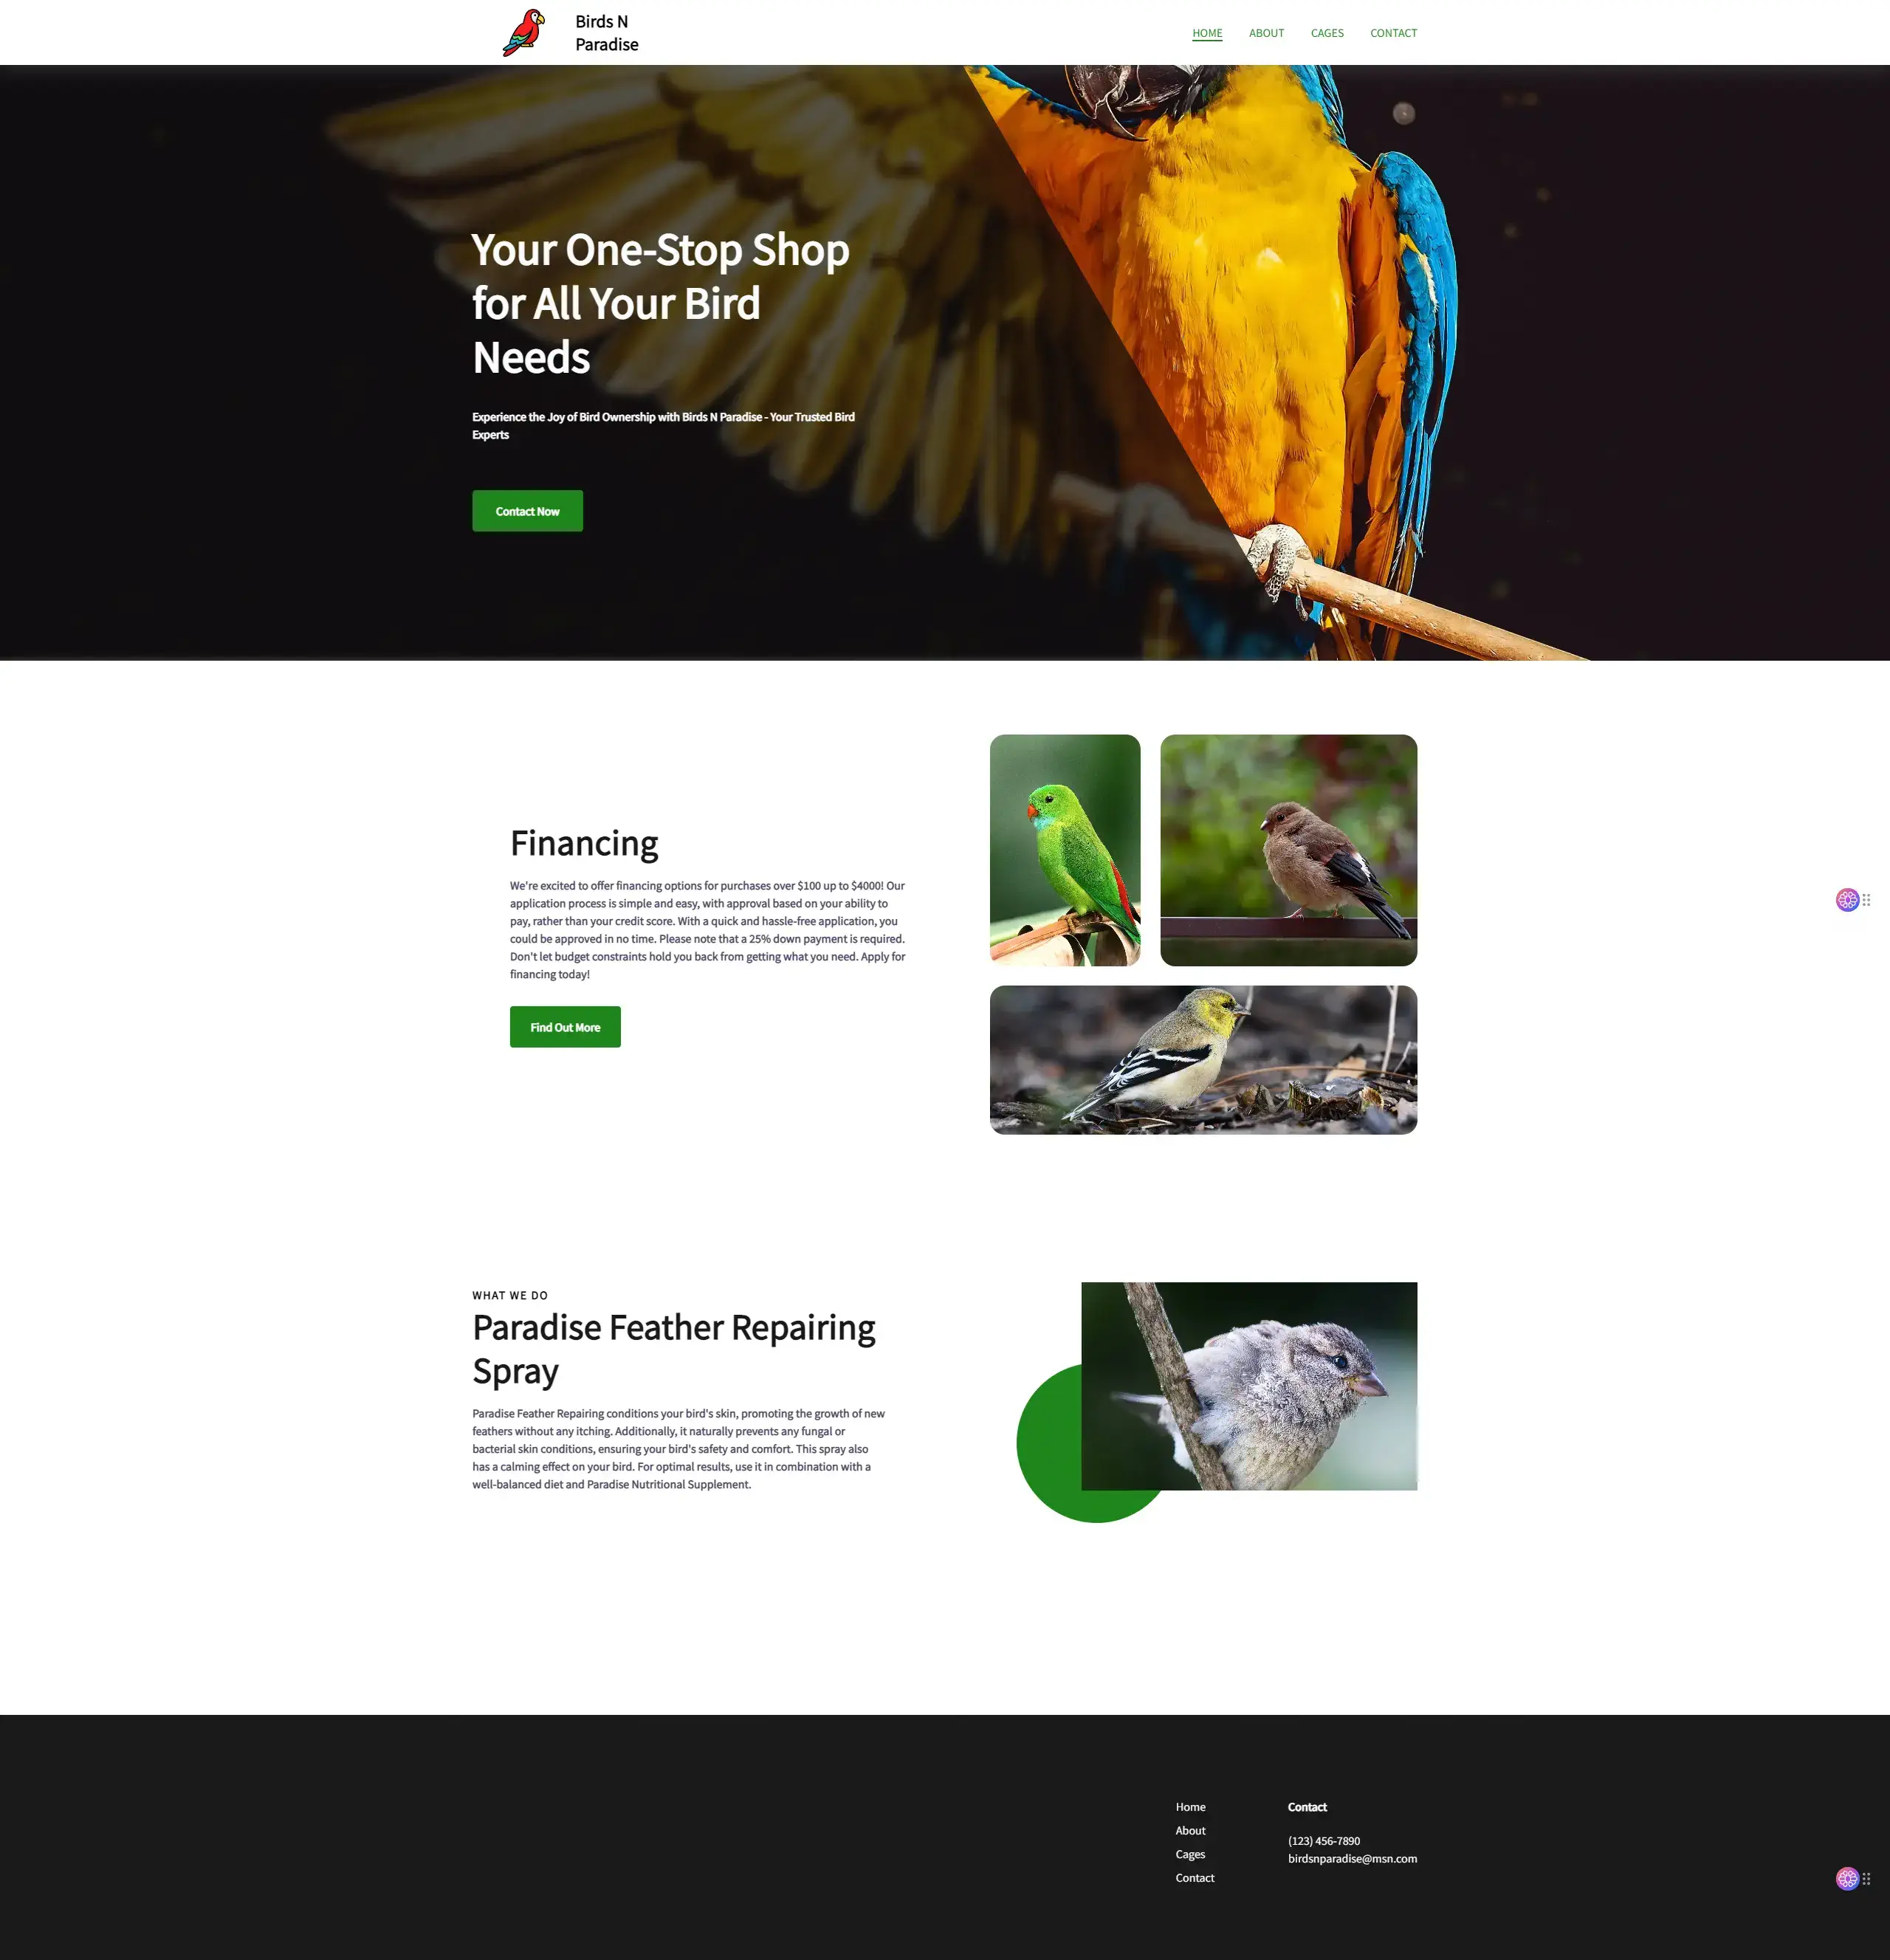 Birds N
Paradise
HOME
ABOUT
CAGES
CONTACT
Your One-Stop Shop
for All Your Bird
Needs
Experience the Joy of Bird Ownership with Birds N Paradise - Your Trusted Bird
Experts
Contact Now
Financing
We're excited to offer financing options for purchases over $100 up to $4000! Our
application process is simple and easy, with approval based on your ability to
pay, rather than your credit score. With a quick and hassle-free application, you
could be approved in no time. Please note that a 25% down payment is required.
Don't let budget constraints hold you back from getting what you need. Apply for
financing today!
Find Out More
WHAT WE DO
Paradise Feather Repairing
Spray
Paradise Feather Repairing conditions your bird's skin, promoting the growth of new
feathers without any itching. Additionally, it naturally prevents any fungal or
bacterial skin conditions, ensuring your bird's safety and comfort. This spray also
has a calming effect on your bird. For optimal results, use it in combination with a
well-balanced diet and Paradise Nutritional Supplement.
Home
About
Cages
Contact
Contact
(123) 456-7890
birdsnparadise@msn.com